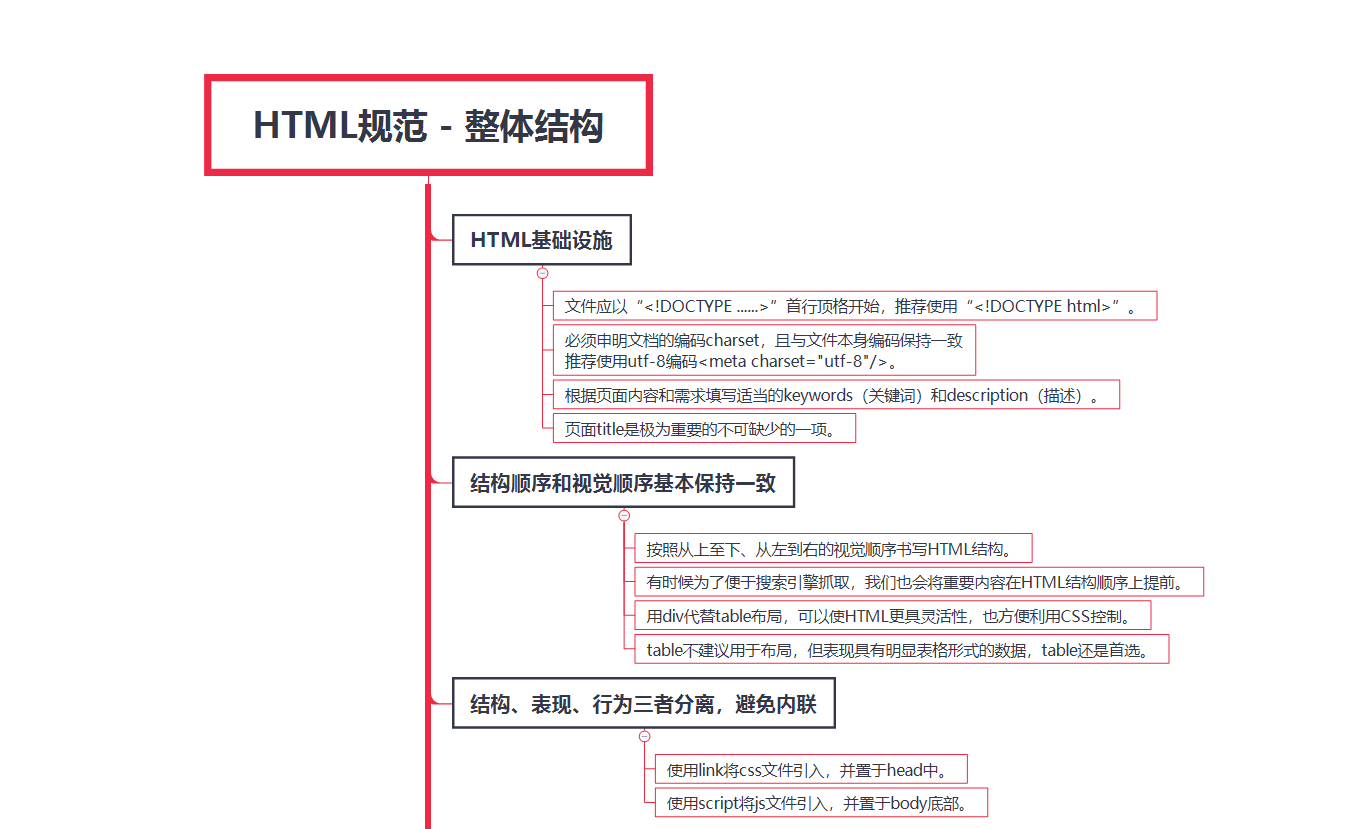 HTML规范 - 整体结构
HTML基础设施
文件应以“<!DOCTYPE ......>”首行顶格开始，推荐使用“<!DOCTYPE html>”。
必须申明文档的编码charset，且与文件本身编码保持一致
推荐使用utf-8编码<meta charset="utf-8"/>。
根据页面内容和需求填写适当的keywords（关键词）和description（描述）。
页面title是极为重要的不可缺少的一项。
结构顺序和视觉顺序基本保持一致
按照从上至下、从左到右的视觉顺序书写HTML结构。
有时候为了便于搜索引擎抓取，我们也会将重要内容在HTML结构顺序上提前。
用div代替table布局，可以使HTML更具灵活性，也方便利用CSS控制。
table不建议用于布局，但表现具有明显表格形式的数据，table还是首选。
结构、表现、行为三者分离，避免内联
使用link将css文件引入，并置于head中。
使用script将js文件引入，并置于body底部。